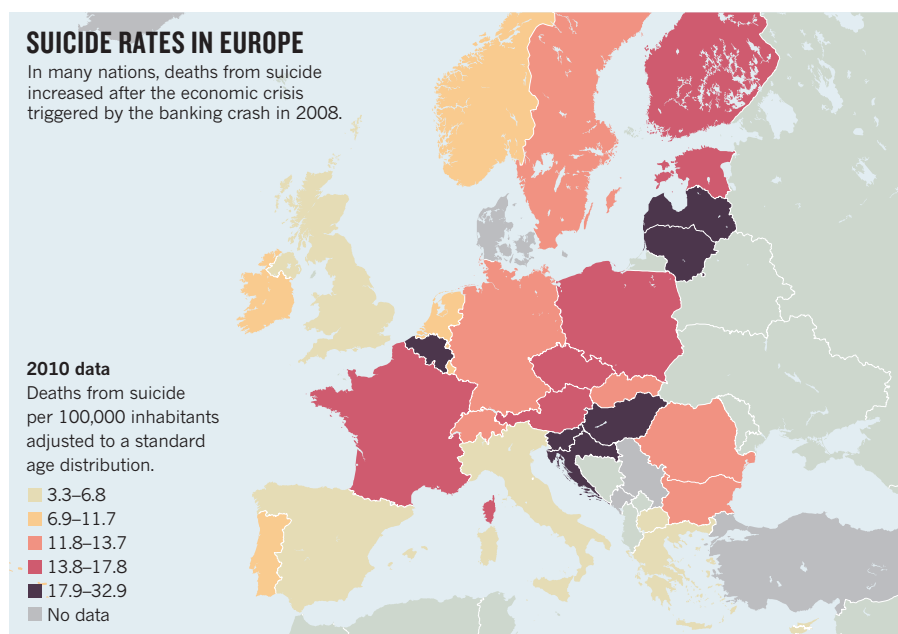 SUICIDE RATES IN EUROPE
In many nations, deaths from suicide
increased after the economic crisis
triggered by the banking crash in 2008.
2010 data
Deaths from suicide
per 100,000 inhabitants
adjusted to a standard
age distribution.
3.3–6.8
6.9–11.7
11.8–13.7
13.8–17.8
17.9–32.9
No data